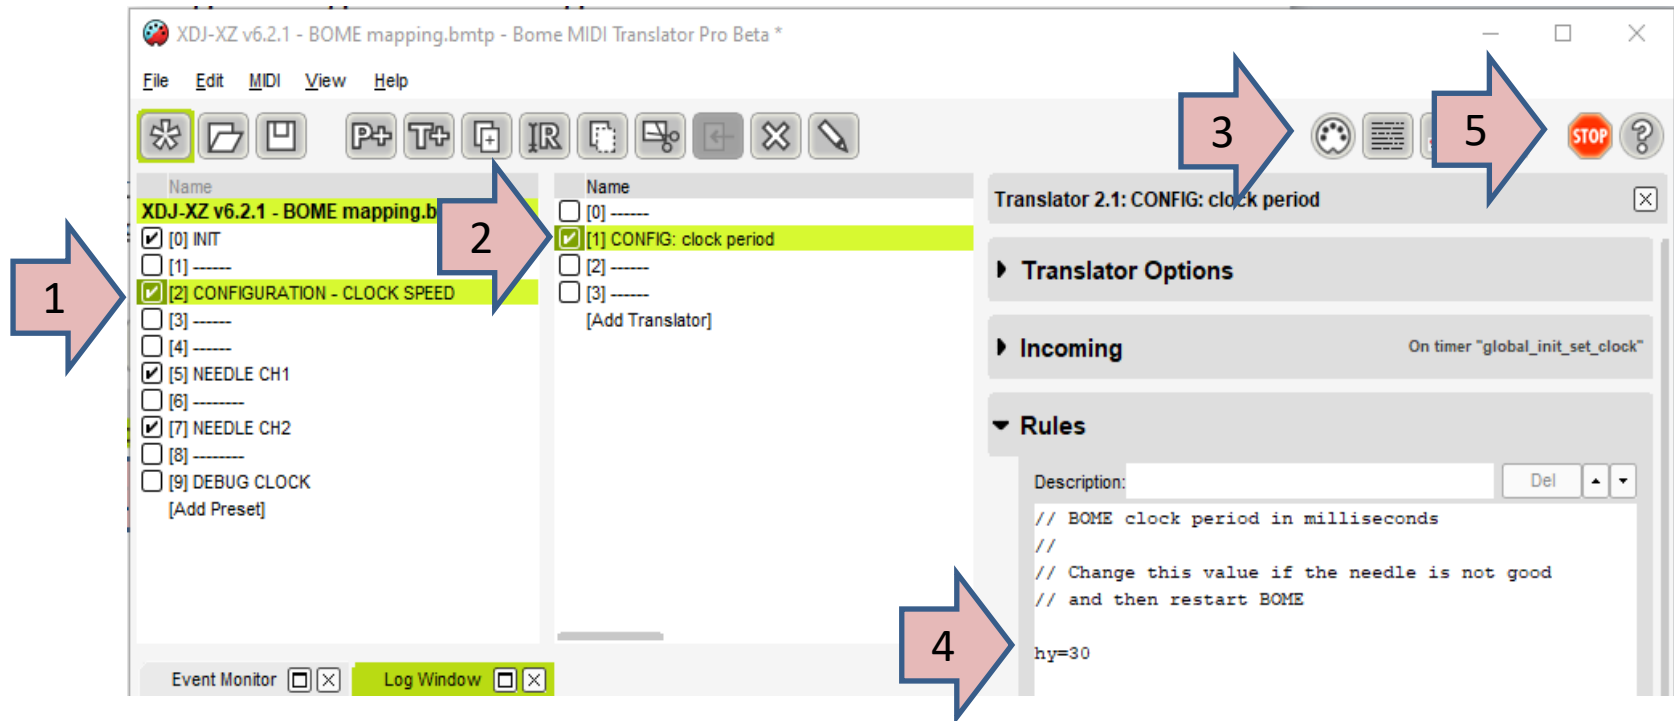 XDJ-XZ v6.2.1 - BOME mapping.bmtp - Bome MIDI Translator Pro Beta *
File Edit MIDI View Help
P+ T+ R
3
5
STOP ?
Name
XDJ-XZ v6.2.1 - BOME mapping.b
[0] INIT
[1] ------
[2] CONFIGURATION - CLOCK SPEED
[3] ------
[4] ------
[5] NEEDLE CH1
[6] --------
[7] NEEDLE CH2
[8] --------
[9] DEBUG CLOCK
[Add Preset]
1
2
Name
[0] ------
[1] CONFIG: clock period
[2] ------
[3] ------
[Add Translator]
Translator 2.1: CONFIG: clock period
Translator Options
Incoming
On timer "global_init_set_clock"
Rules
Description:
Del
// BOME clock period in milliseconds
//
// Change this value if the needle is not good
// and then restart BOME
hy=30
4
Event Monitor
Log Window